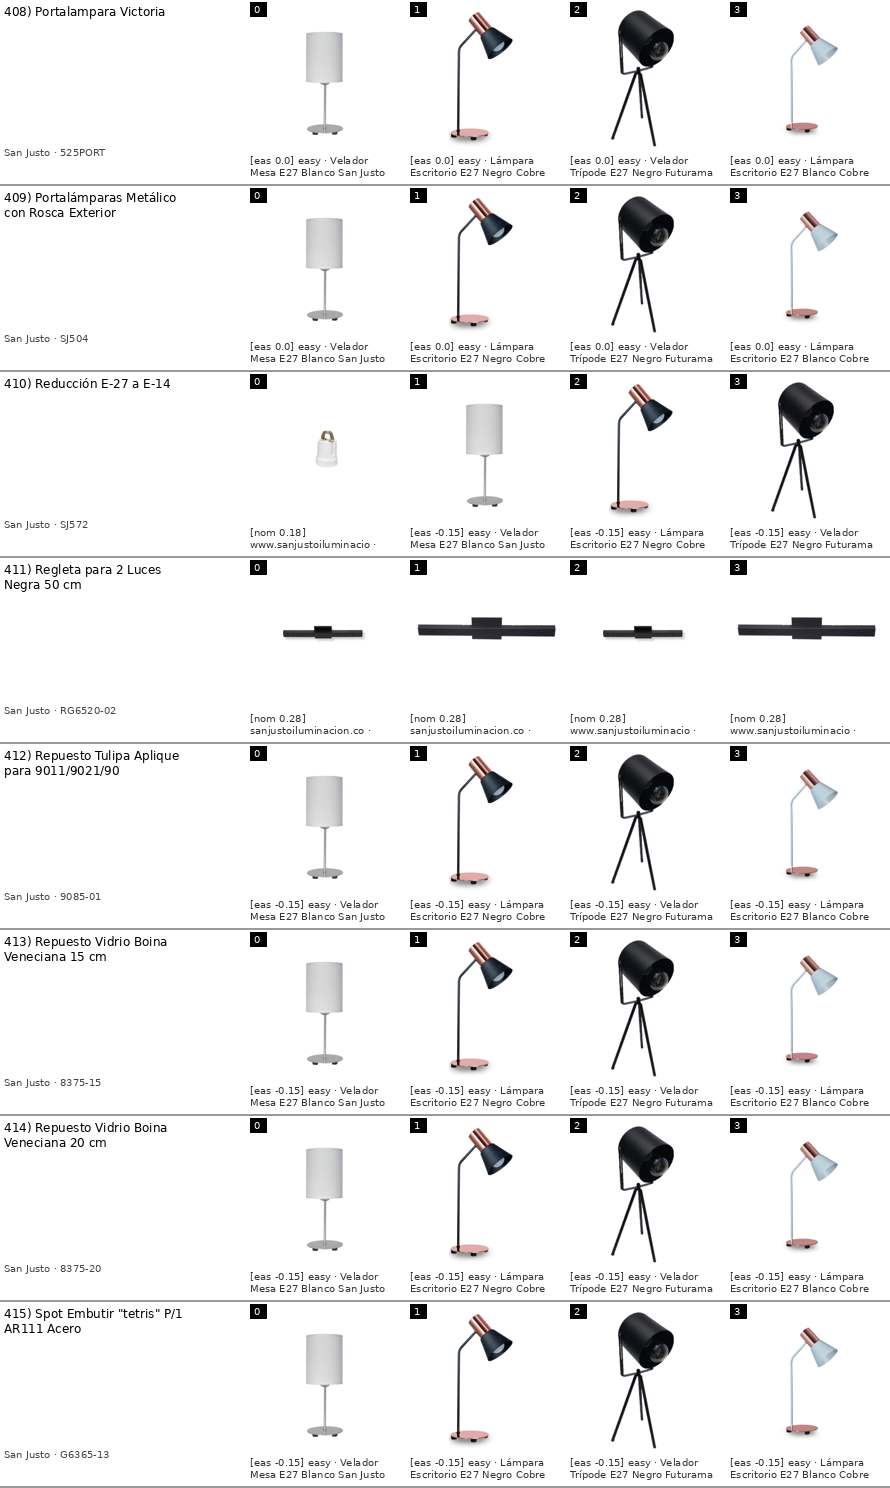 408) Portalampara Victoria
San Justo · 525PORT
0
[eas 0.0] easy · Velador
Mesa E27 Blanco San Justo
1
[eas 0.0] easy · Lámpara
Escritorio E27 Negro Cobre
2
[eas 0.0] easy · Velador
Trípode E27 Negro Futurama
3
[eas 0.0] easy · Lámpara
Escritorio E27 Blanco Cobre
409) Portalámparas Metálico
con Rosca Exterior
San Justo · SJ504
0
[eas 0.0] easy · Velador
Mesa E27 Blanco San Justo
1
[eas 0.0] easy · Lámpara
Escritorio E27 Negro Cobre
2
[eas 0.0] easy · Velador
Trípode E27 Negro Futurama
3
[eas 0.0] easy · Lámpara
Escritorio E27 Blanco Cobre
410) Reducción E-27 a E-14
San Justo · SJ572
0
[nom 0.18]
www.sanjustoiluminacio ·
1
[eas -0.15] easy · Velador
Mesa E27 Blanco San Justo
2
[eas -0.15] easy · Lámpara
Escritorio E27 Negro Cobre
3
[eas -0.15] easy · Velador
Trípode E27 Negro Futurama
411) Regleta para 2 Luces
Negra 50 cm
San Justo · RG6520-02
0
[nom 0.28]
sanjustoiluminacion.co ·
1
[nom 0.28]
sanjustoiluminacion.co ·
2
[nom 0.28]
www.sanjustoiluminacio ·
3
[nom 0.28]
www.sanjustoiluminacio ·
412) Repuesto Tulipa Aplique
para 9011/9021/90
San Justo · 9085-01
0
[eas -0.15] easy · Velador
Mesa E27 Blanco San Justo
1
[eas -0.15] easy · Lámpara
Escritorio E27 Negro Cobre
2
[eas -0.15] easy · Velador
Trípode E27 Negro Futurama
3
[eas -0.15] easy · Lámpara
Escritorio E27 Blanco Cobre
413) Repuesto Vidrio Boina
Veneciana 15 cm
San Justo · 8375-15
0
[eas -0.15] easy · Velador
Mesa E27 Blanco San Justo
1
[eas -0.15] easy · Lámpara
Escritorio E27 Negro Cobre
2
[eas -0.15] easy · Velador
Trípode E27 Negro Futurama
3
[eas -0.15] easy · Lámpara
Escritorio E27 Blanco Cobre
414) Repuesto Vidrio Boina
Veneciana 20 cm
San Justo · 8375-20
0
[eas -0.15] easy · Velador
Mesa E27 Blanco San Justo
1
[eas -0.15] easy · Lámpara
Escritorio E27 Negro Cobre
2
[eas -0.15] easy · Velador
Trípode E27 Negro Futurama
3
[eas -0.15] easy · Lámpara
Escritorio E27 Blanco Cobre
415) Spot Embutir "tetris" P/1
AR111 Acero
San Justo · G6365-13
0
[eas -0.15] easy · Velador
Mesa E27 Blanco San Justo
1
[eas -0.15] easy · Lámpara
Escritorio E27 Negro Cobre
2
[eas -0.15] easy · Velador
Trípode E27 Negro Futurama
3
[eas -0.15] easy · Lámpara
Escritorio E27 Blanco Cobre